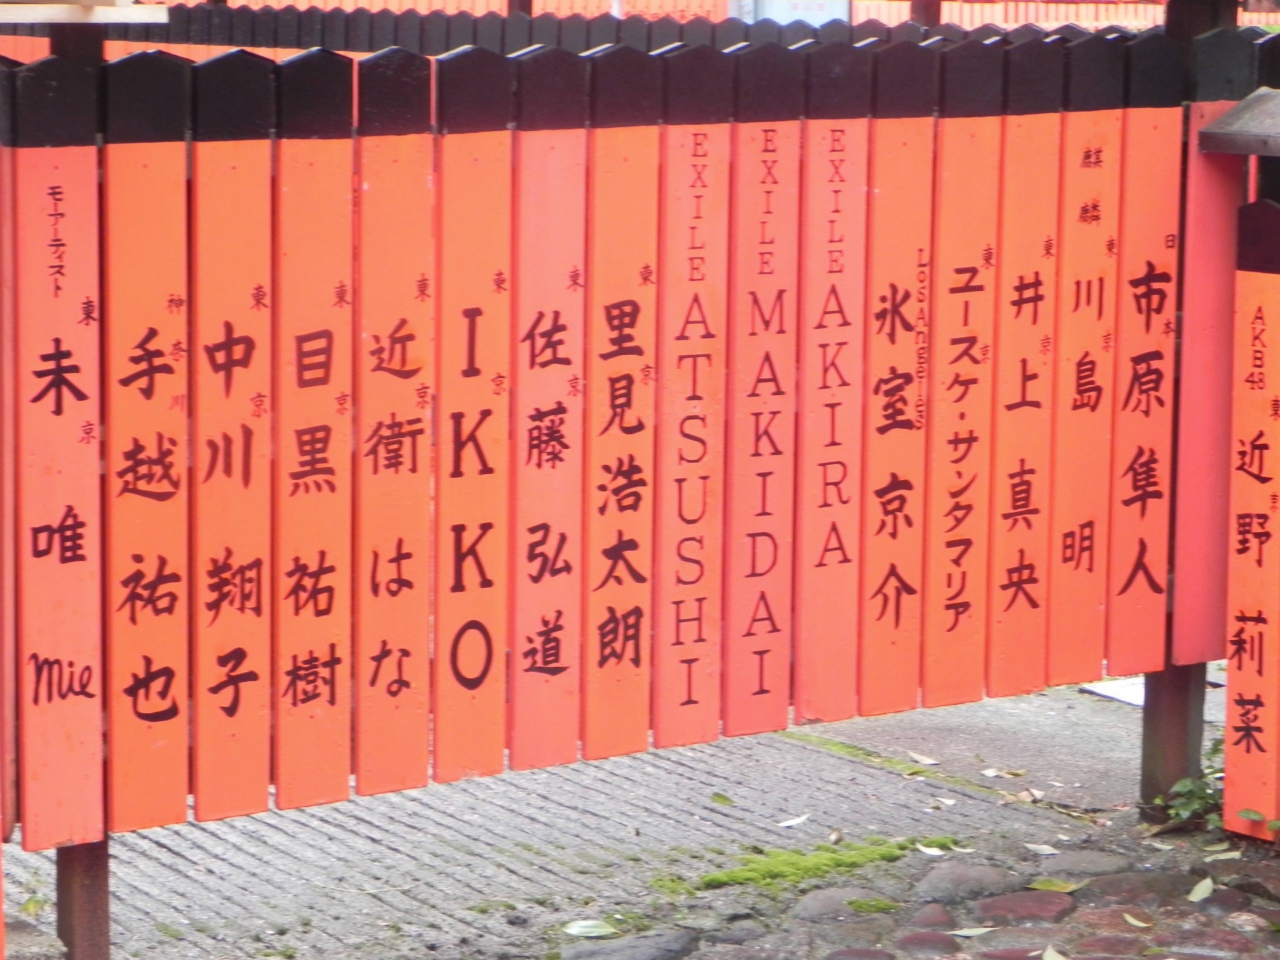 AKB48 東京 近野莉菜
日本 市原隼人
麒麟 東京 川島 明
東京 井上真央
東京 ユースケ・サンタマリア
Los Angeles 氷室京介
EXILE AKIRA
EXILE MAKIDAI
EXILE ATSUSHI
東京 里見浩太朗
東京 佐藤弘道
東京 IKKO
東京 近衛はな
東京 目黒祐樹
東京 中川翔子
神奈川 手越祐也
モーアーティスト 東京 未唯 mie